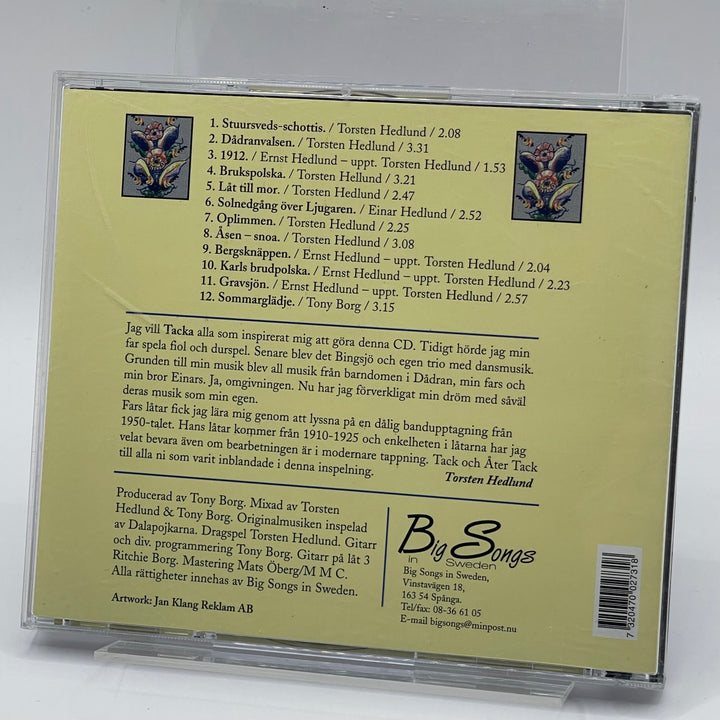 1. Stuursveds-schottis. / Torsten Hedlund / 2.08
2. Dådranvalsen. / Torsten Hedlund / 3.31
3. 1912. / Ernst Hedlund – uppt. Torsten Hedlund / 1.53
4. Brukspolska. / Torsten Hedlund / 3.21
5. Låt till mor. / Torsten Hedlund / 2.47
6. Solnedgång över Ljugaren. / Einar Hedlund / 2.52
7. Oplimmen. / Torsten Hedlund / 2.25
8. Åsen – snoa. / Torsten Hedlund / 3.08
9. Bergsknäppen. / Ernst Hedlund – uppt. Torsten Hedlund / 2.04
10. Karls brudpolska. / Ernst Hedlund – uppt. Torsten Hedlund / 2.23
11. Gravsjön. / Ernst Hedlund – uppt. Torsten Hedlund / 2.57
12. Sommarglädje. / Tony Borg / 3.15
Jag vill Tacka alla som inspirerat mig att göra denna CD. Tidigt hörde jag min
far spela fiol och durspel. Senare blev det Bingsjö och egen trio med dansmusik.
Grunden till min musik blev all musik från barndomen i Dådran, min fars och
min bror Einars. Ja, omgivningen. Nu har jag förverkligat min dröm med såväl
deras musik som min egen.
Fars låtar fick jag lära mig genom att lyssna på en dålig bandupptagning från
1950-talet. Hans låtar kommer från 1910-1925 och enkelheten i låtarna har jag
velat bevara även om bearbetningen är i modernare tappning. Tack och Åter Tack
till alla ni som varit inblandade i denna inspelning.
Torsten Hedlund
Producerad av Tony Borg. Mixad av Torsten
Hedlund & Tony Borg. Originalmusiken inspelad
av Dalapojkarna. Dragspel Torsten Hedlund. Gitarr
och div. programmering Tony Borg. Gitarr på låt 3
Ritchie Borg. Mastering Mats Öberg/M M C.
Alla rättigheter innehas av Big Songs in Sweden.
Artwork: Jan Klang Reklam AB
Big Songs
in Sweden
Big Songs in Sweden,
Vinstavägen 18,
163 54 Spånga.
Tel/fax: 08-36 61 05
E-mail bigsongs@minpost.nu
7 320470 027318